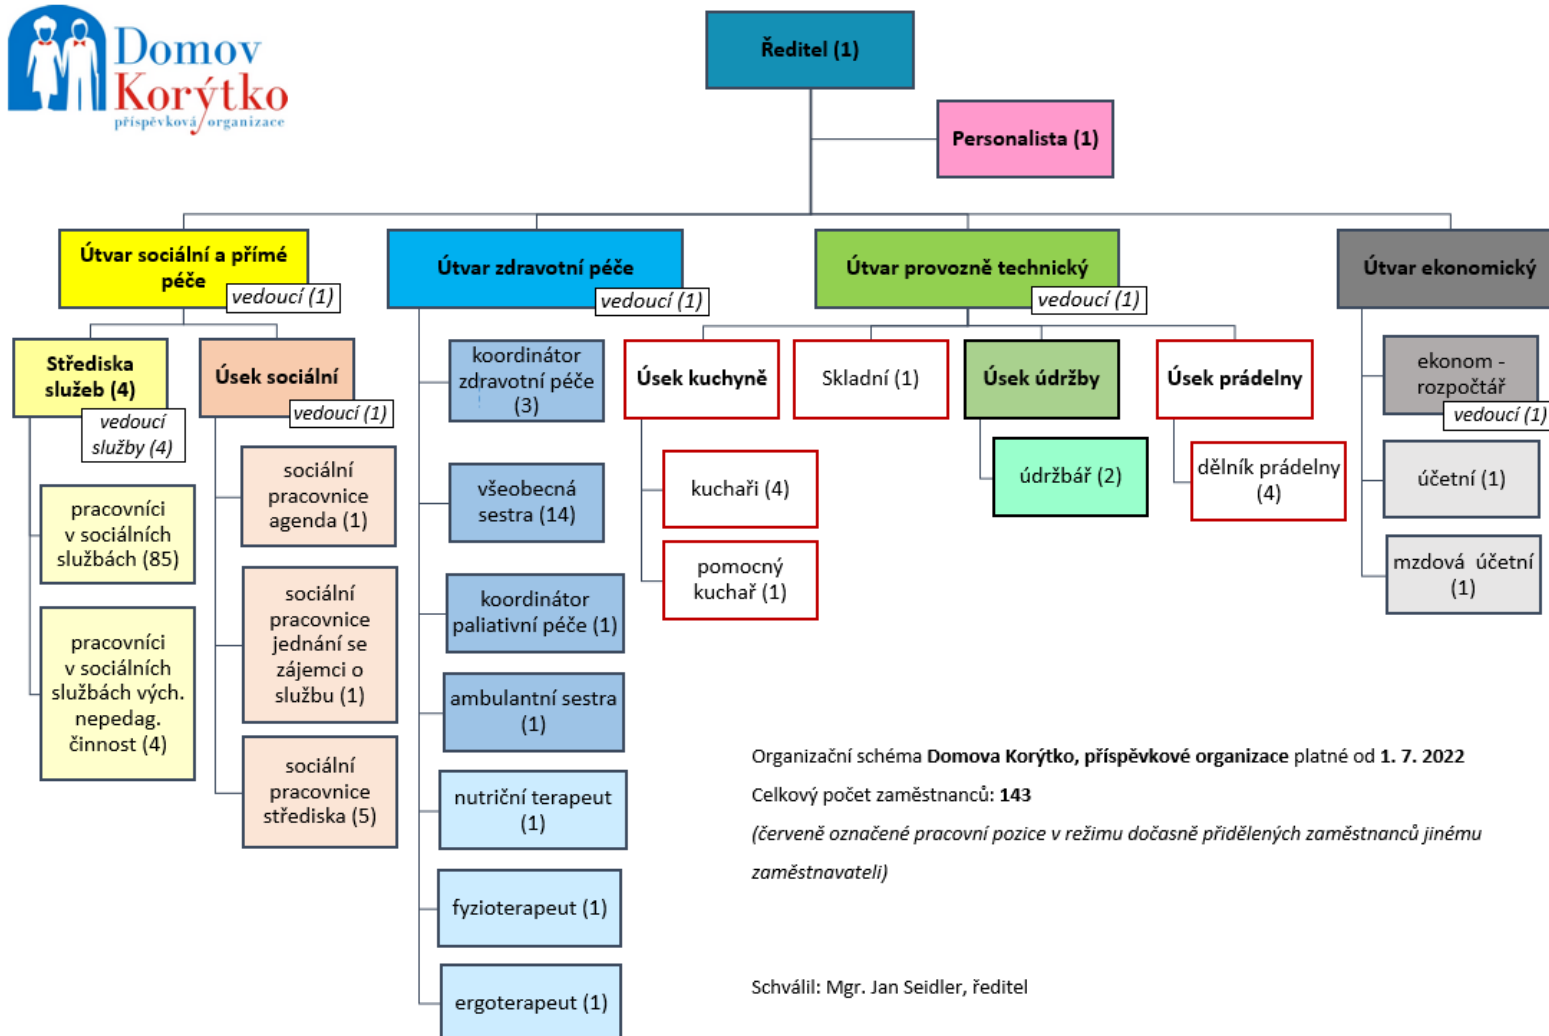 Domov
Korýtko
příspěvková organizace
Ředitel (1)
Personalista (1)
Útvar sociální a přímé
péče
vedoucí (1)
Útvar zdravotní péče
vedoucí (1)
Útvar provozně technický
vedoucí (1)
Útvar ekonomický
Střediska
služeb (4)
vedoucí
služby (4)
pracovníci
v sociálních
službách (85)
pracovníci
v sociálních
službách vých.
nepedag.
činnost (4)
Úsek sociální
vedoucí (1)
sociální
pracovnice
agenda (1)
sociální
pracovnice
jednání se
zájemci o
službu (1)
sociální
pracovnice
střediska (5)
koordinátor
zdravotní péče
(3)
všeobecná
sestra (14)
koordinátor
paliativní péče (1)
ambulantní sestra
(1)
nutriční terapeut
(1)
fyzioterapeut (1)
ergoterapeut (1)
Úsek kuchyně
kuchaři (4)
pomocný
kuchař (1)
Skladní (1)
Úsek údržby
údržbář (2)
Úsek prádelny
dělník prádelny
(4)
ekonom -
rozpočtář
vedoucí (1)
účetní (1)
mzdová účetní
(1)
Organizační schéma Domova Korýtko, příspěvkové organizace platné od 1. 7. 2022
Celkový počet zaměstnanců: 143
(červeně označené pracovní pozice v režimu dočasně přidělených zaměstnanců jinému
zaměstnavateli)
Schválil: Mgr. Jan Seidler, ředitel